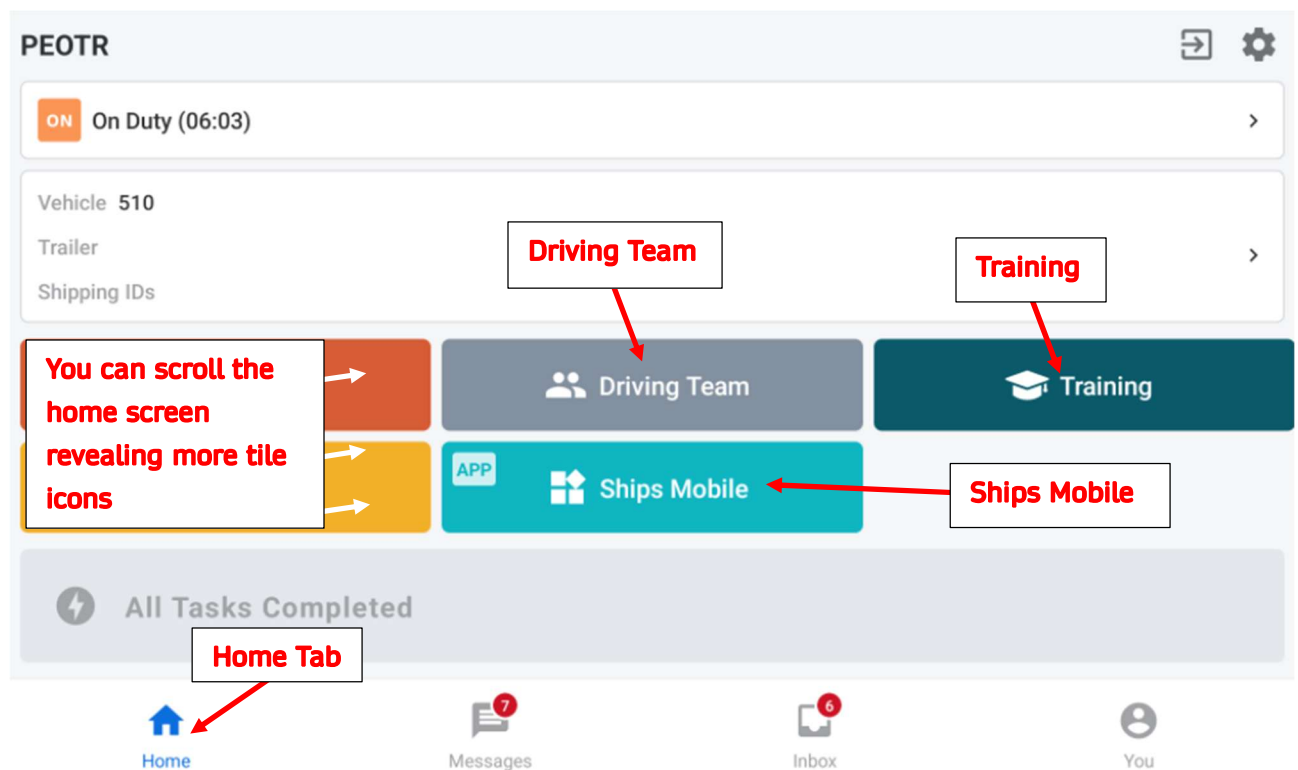 PEOTR
ON On Duty (06:03)
Vehicle 510
Trailer
Shipping IDs
Driving Team
Training
You can scroll the
home screen
revealing more tile
icons
Driving Team
Training
APP
Ships Mobile
Ships Mobile
All Tasks Completed
Home Tab
7
6
Home
Messages
Inbox
You